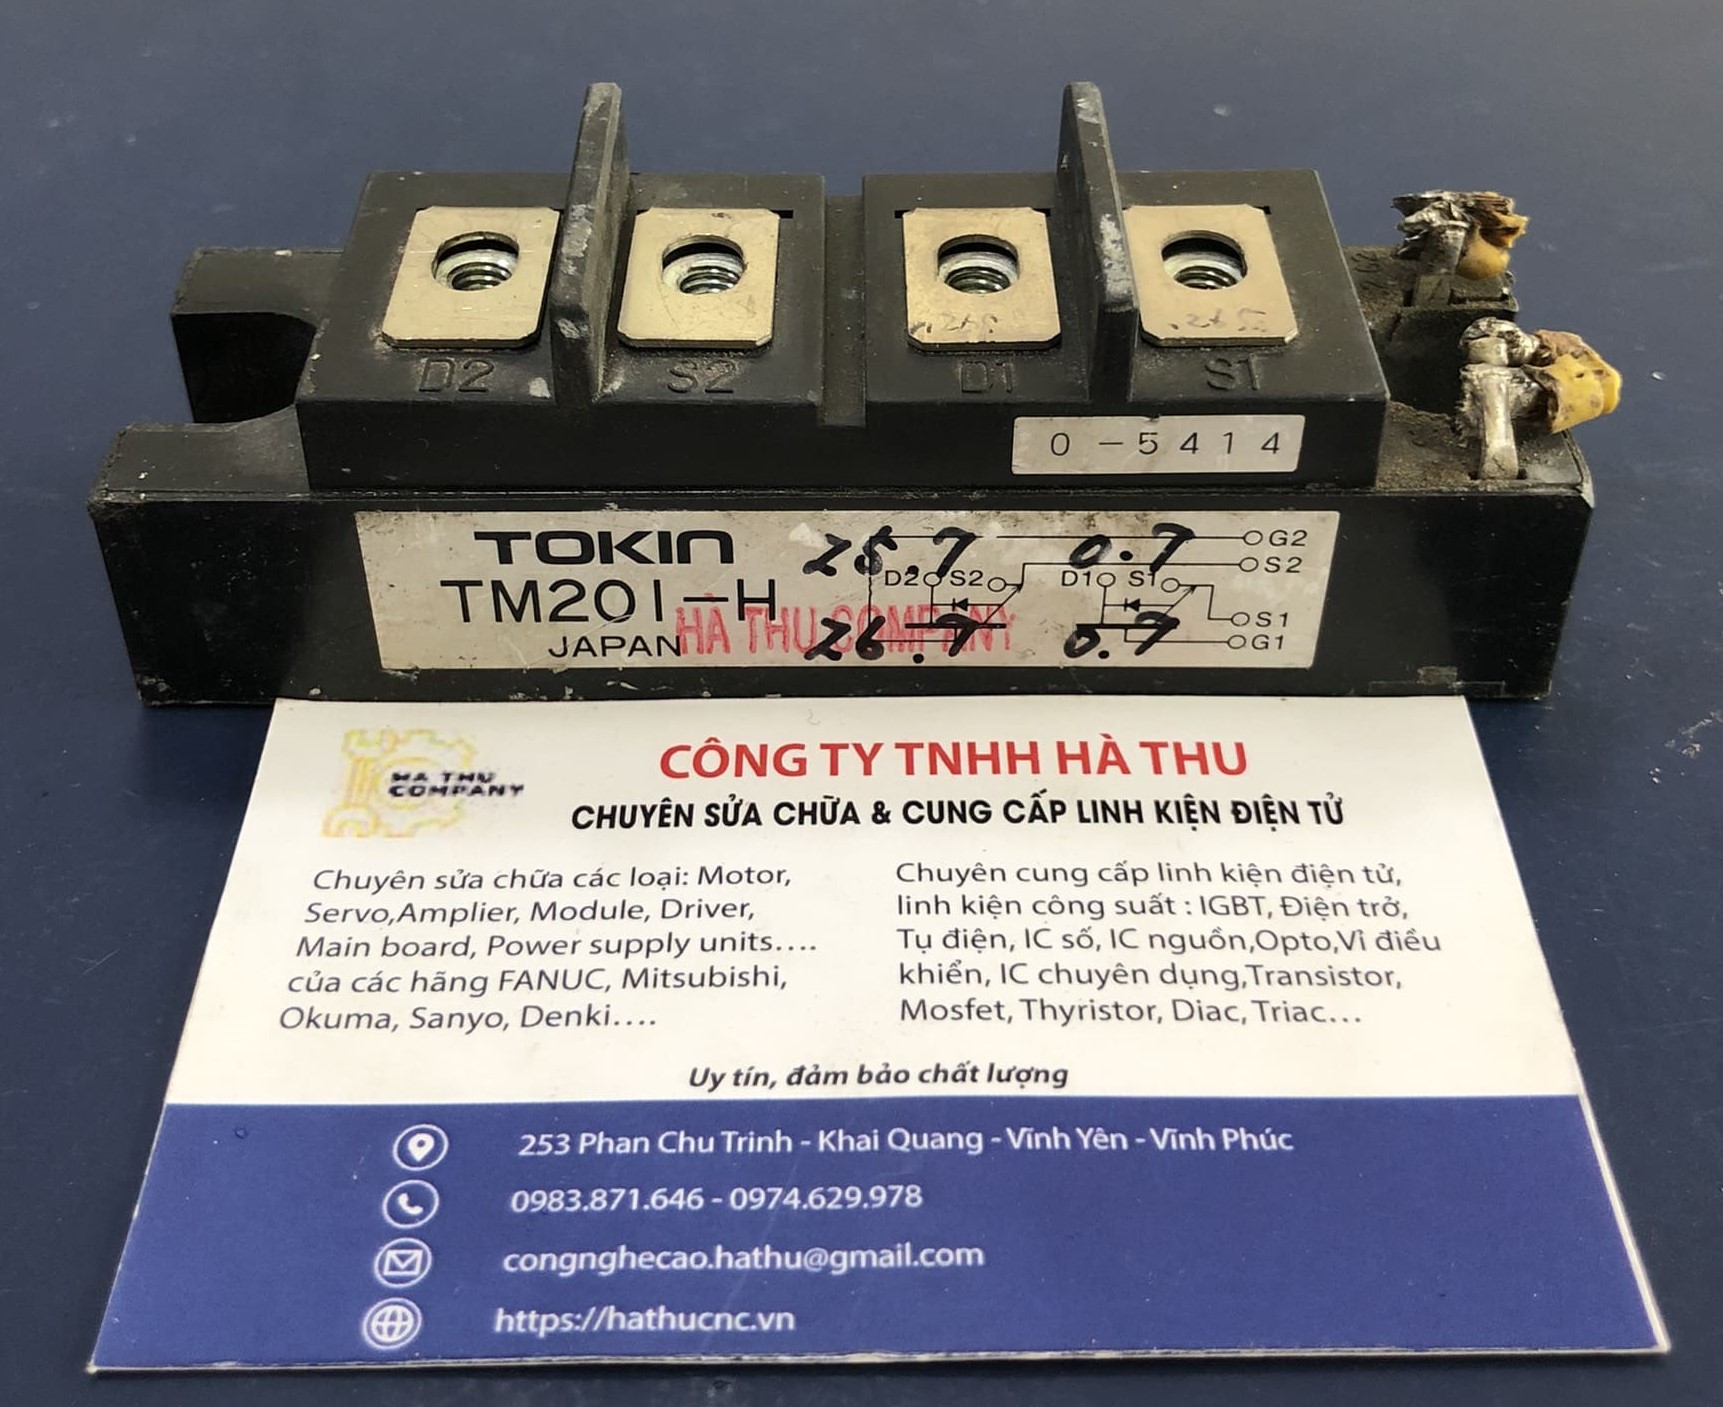 D2 S2 D1 S1
0-5414
TOKIN
TM201-H
JAPAN
25.7 0.7
26.7 0.7
G2
S2
D2 S2 D1 S1
S1
G1
HÀ THU COMPANY
HA THU
COMPANY
CÔNG TY TNHH HÀ THU
CHUYÊN SỬA CHỮA & CUNG CẤP LINH KIỆN ĐIỆN TỬ
Chuyên sửa chữa các loại: Motor,
Servo,Amplier, Module, Driver,
Main board, Power supply units....
của các hãng FANUC, Mitsubishi,
Okuma, Sanyo, Denki....
Chuyên cung cấp linh kiện điện tử,
linh kiện công suất : IGBT, Điện trở,
Tụ điện, IC số, IC nguồn,Opto,Vi điều
khiển, IC chuyên dụng,Transistor,
Mosfet, Thyristor, Diac, Triac...
Uy tín, đảm bảo chất lượng
253 Phan Chu Trinh - Khai Quang - Vĩnh Yên - Vĩnh Phúc
0983.871.646 - 0974.629.978
congnghecao.hathu@gmail.com
https://hathucnc.vn